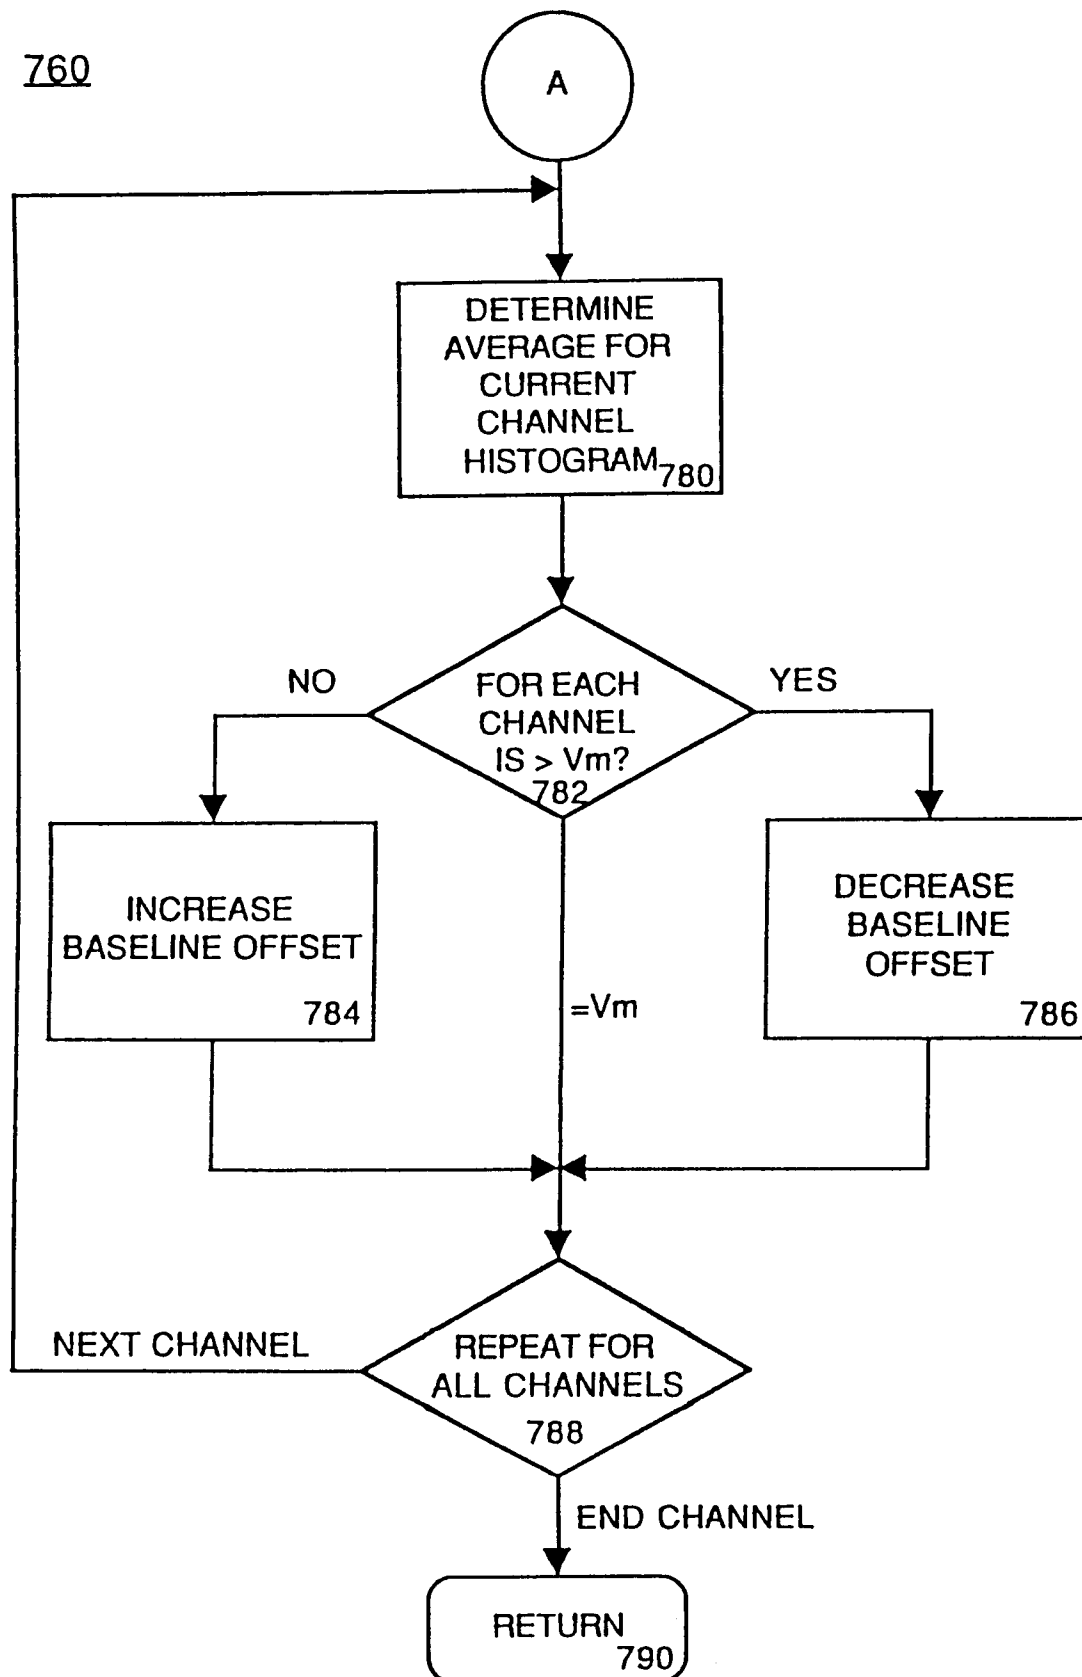 760
A
DETERMINE
AVERAGE FOR
CURRENT
CHANNEL
HISTOGRAM
780
FOR EACH
CHANNEL
IS > Vm?
782
NO
YES
INCREASE
BASELINE OFFSET
784
=Vm
DECREASE
BASELINE
OFFSET
786
REPEAT FOR
ALL CHANNELS
788
NEXT CHANNEL
END CHANNEL
RETURN
790